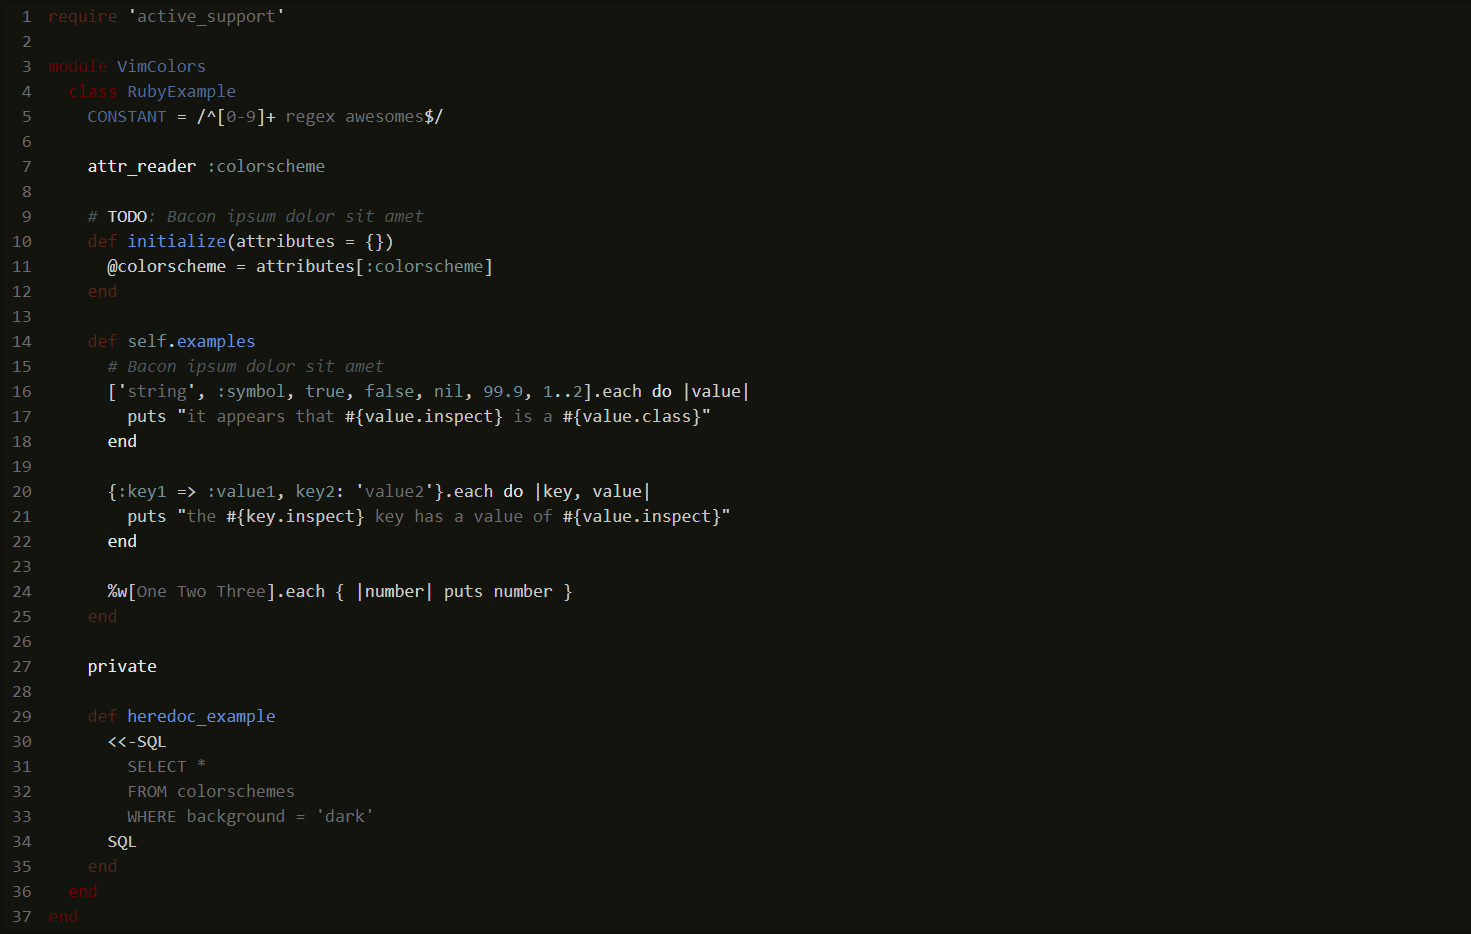 1 require 'active_support'
2
3 module VimColors
4   class RubyExample
5     CONSTANT = /^[0-9]+ regex awesomes$/
6
7     attr_reader :colorscheme
8
9     # TODO: Bacon ipsum dolor sit amet
10     def initialize(attributes = {})
11       @colorscheme = attributes[:colorscheme]
12     end
13
14     def self.examples
15       # Bacon ipsum dolor sit amet
16       ['string', :symbol, true, false, nil, 99.9, 1..2].each do |value|
17         puts "it appears that #{value.inspect} is a #{value.class}"
18       end
19
20       {:key1 => :value1, key2: 'value2'}.each do |key, value|
21         puts "the #{key.inspect} key has a value of #{value.inspect}"
22       end
23
24       %w[One Two Three].each { |number| puts number }
25     end
26
27     private
28
29     def heredoc_example
30       <<-SQL
31         SELECT *
32         FROM colorschemes
33         WHERE background = 'dark'
34       SQL
35     end
36   end
37 end